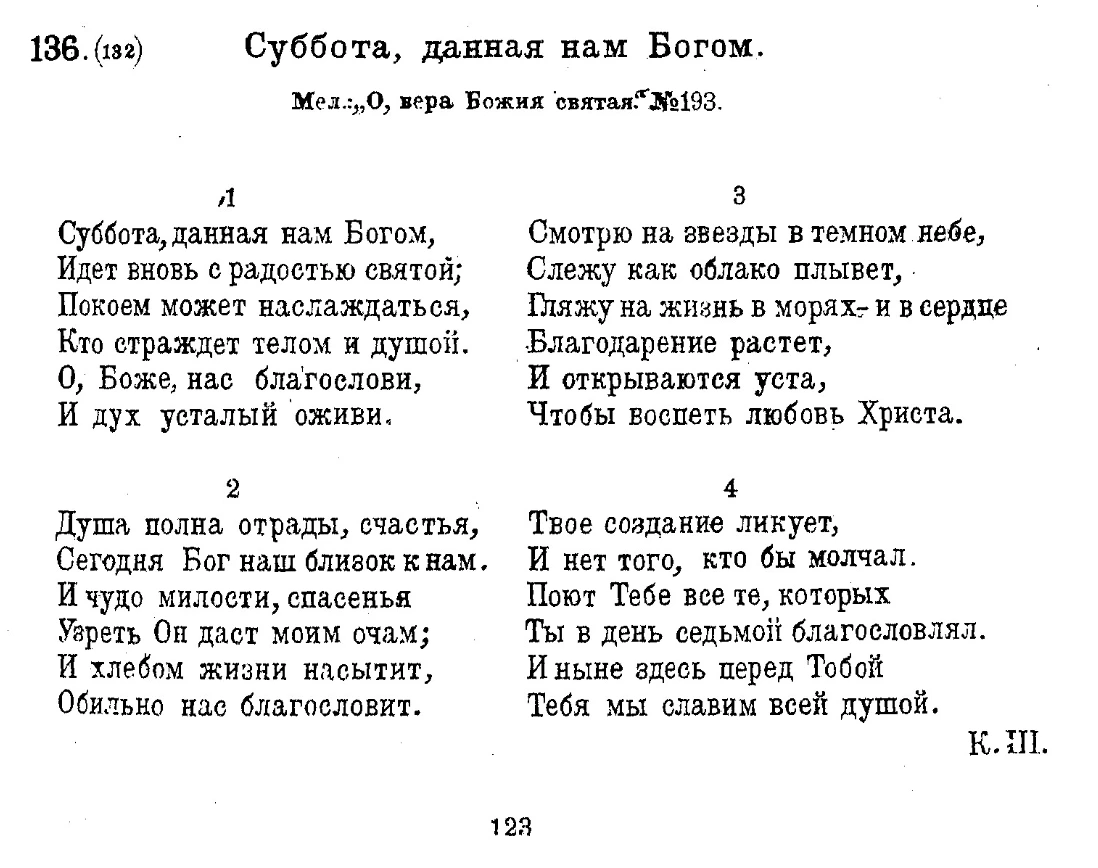 136.(132) Суббота, данная нам Богом.
Мел.:„О, вера Божия святая.“№193.
1
Суббота, данная нам Богом,
Идет вновь с радостью святой;
Покоем может наслаждаться,
Кто страждет телом и душой.
О, Боже, нас благослови,
И дух усталый оживи.
2
Душа полна отрады, счастья,
Сегодня Бог наш близок к нам.
И чудо милости, спасенья
Узреть Он даст моим очам;
И хлебом жизни насытит,
Обильно нас благословит.
3
Смотрю на звезды в темном небе,
Слежу как облако плывет,
Гляжу на жизнь в морях- и в сердце
Благодарение растет,
И открываются уста,
Чтобы воспеть любовь Христа.
4
Твое создание ликует,
И нет того, кто бы молчал.
Поют Тебе все те, которых
Ты в день седьмой благословлял.
И ныне здесь перед Тобой
Тебя мы славим всей душой.
К. Ш.
123